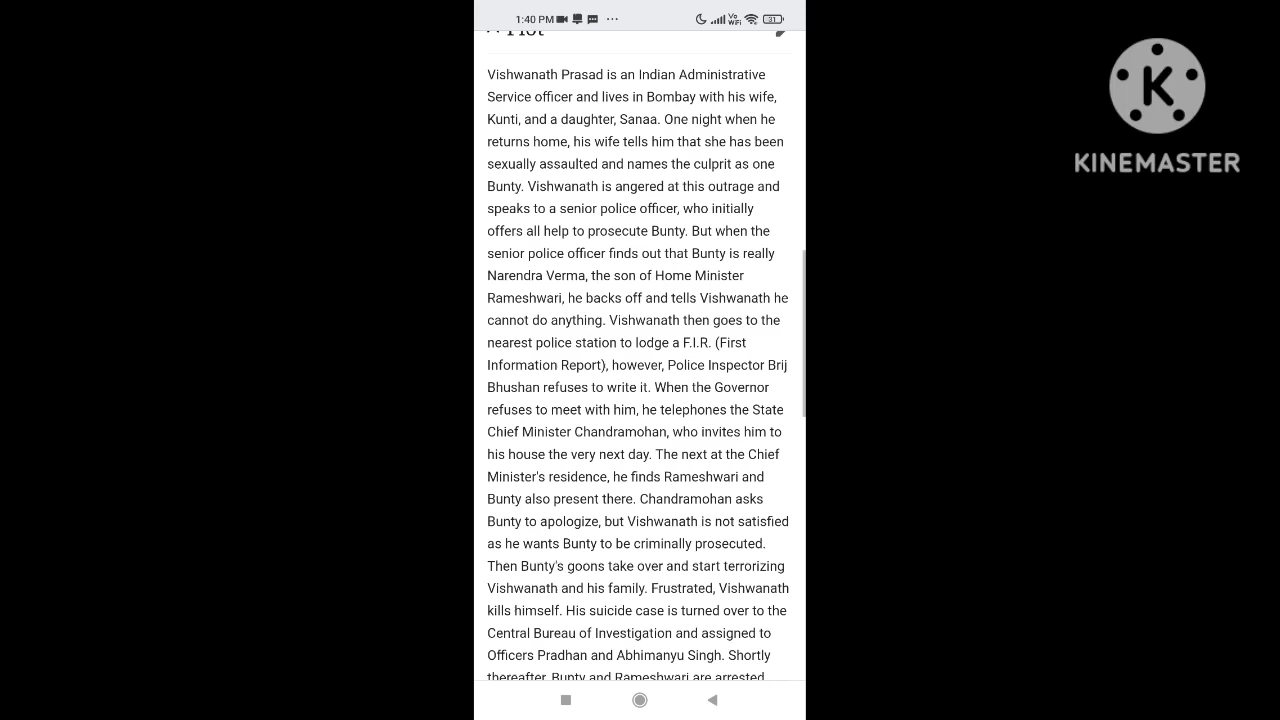 1:40 PM
Vo
WiFi
31
Plot
Vishwanath Prasad is an Indian Administrative
Service officer and lives in Bombay with his wife,
Kunti, and a daughter, Sanaa. One night when he
returns home, his wife tells him that she has been
sexually assaulted and names the culprit as one
Bunty. Vishwanath is angered at this outrage and
speaks to a senior police officer, who initially
offers all help to prosecute Bunty. But when the
senior police officer finds out that Bunty is really
Narendra Verma, the son of Home Minister
Rameshwari, he backs off and tells Vishwanath he
cannot do anything. Vishwanath then goes to the
nearest police station to lodge a F.I.R. (First
Information Report), however, Police Inspector Brij
Bhushan refuses to write it. When the Governor
refuses to meet with him, he telephones the State
Chief Minister Chandramohan, who invites him to
his house the very next day. The next at the Chief
Minister's residence, he finds Rameshwari and
Bunty also present there. Chandramohan asks
Bunty to apologize, but Vishwanath is not satisfied
as he wants Bunty to be criminally prosecuted.
Then Bunty's goons take over and start terrorizing
Vishwanath and his family. Frustrated, Vishwanath
kills himself. His suicide case is turned over to the
Central Bureau of Investigation and assigned to
Officers Pradhan and Abhimanyu Singh. Shortly
thereafter, Bunty and Rameshwari are arrested
K
KINEMASTER